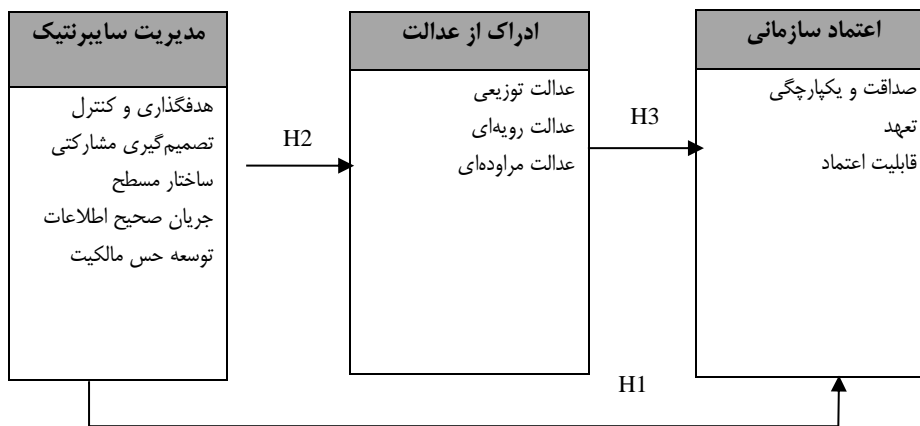 مدیریت سایبرنتیک
هدفگذاری و کنترل
تصمیم‌گیری مشارکتی
ساختار مسطح
جریان صحیح اطلاعات
توسعه حس مالکیت
H2
ادراک از عدالت
عدالت توزیعی
عدالت رویه‌ای
عدالت مراوده‌ای
H3
اعتماد سازمانی
صداقت و یکپارچگی
تعهد
قابلیت اعتماد
H1